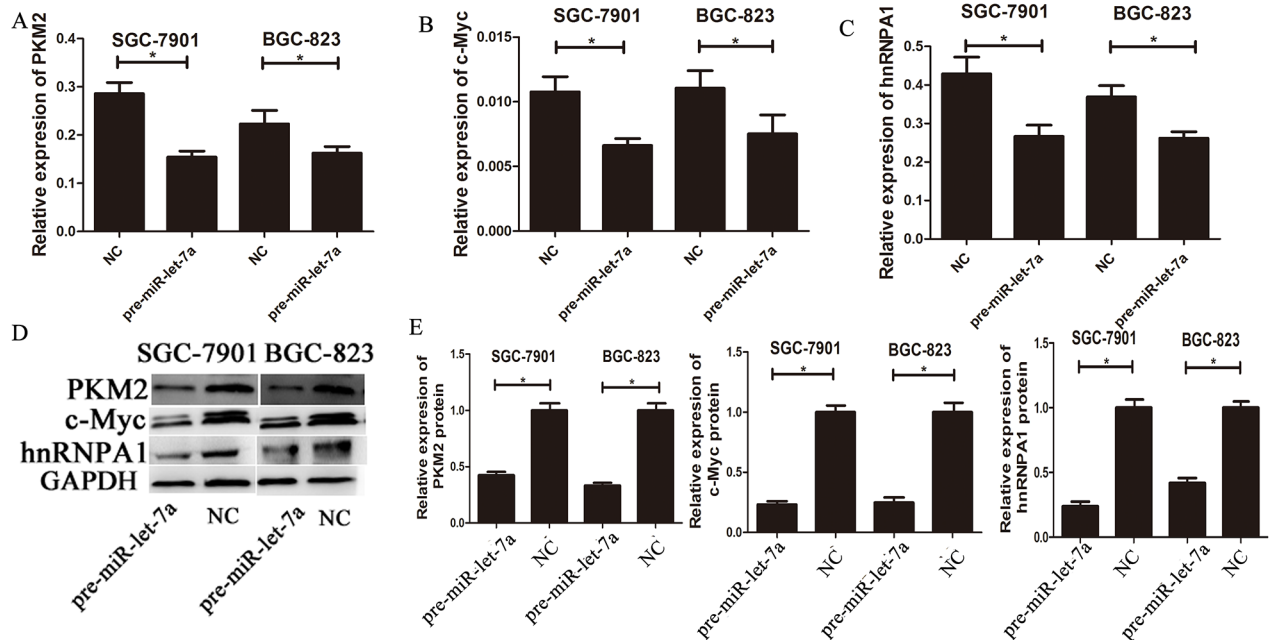 A
Relative expresion of PKM2
0.4
0.3
0.2
0.1
0.0
SGC-7901
BGC-823
*
*
NC
pre-miR-let-7a
NC
pre-miR-let-7a
B
Relative expresion of c-Myc
0.015
0.010
0.005
0.000
SGC-7901
BGC-823
*
*
NC
pre-miR-let-7a
NC
pre-miR-let-7a
C
Relative expresion of hnRNPA1
0.5
0.4
0.3
0.2
0.1
0.0
SGC-7901
BGC-823
*
*
NC
pre-miR-let-7a
NC
pre-miR-let-7a
D
SGC-7901 BGC-823
PKM2
c-Myc
hnRNPA1
GAPDH
pre-miR-let-7a
NC
pre-miR-let-7a
NC
E
Relative expresion of
PKM2 protein
1.5
1.0
0.5
0.0
SGC-7901
BGC-823
*
*
pre-miR-let-7a
NC
pre-miR-let-7a
NC
Relative expresion of
c-Myc protein
1.5
1.0
0.5
0.0
SGC-7901
BGC-823
*
*
pre-miR-let-7a
NC
pre-miR-let-7a
NC
Relative expresion of
hnRNPA1 protein
1.5
1.0
0.5
0.0
SGC-7901
BGC-823
*
*
pre-miR-let-7a
NC
pre-miR-let-7a
NC